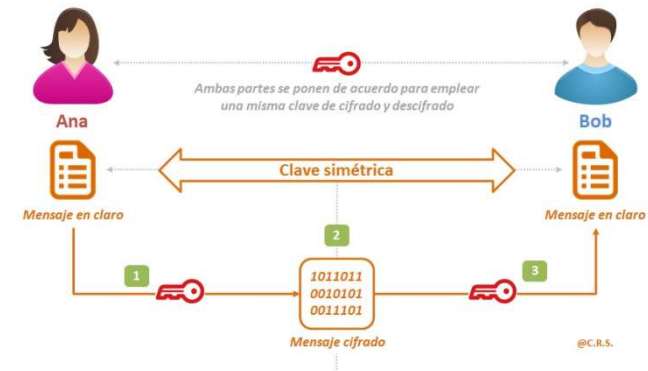 Ambas partes se ponen de acuerdo para emplear
una misma clave de cifrado y descifrado
Ana
Bob
Clave simétrica
Mensaje en claro
Mensaje en claro
1
2
3
1011011
0010101
0011101
Mensaje cifrado
@C.R.S.